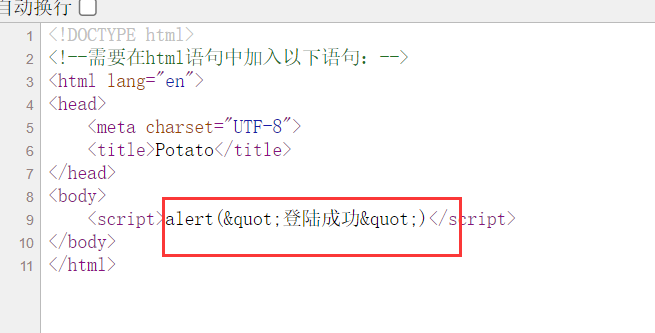 自动换行
1 <!DOCTYPE html>
2 <!--需要在html语句中加入以下语句：-->
3 <html lang="en">
4 <head>
5 <meta charset="UTF-8">
6 <title>Potato</title>
7 </head>
8 <body>
9 <script>alert(&quot;登陆成功&quot;)</script>
10 </body>
11 </html>